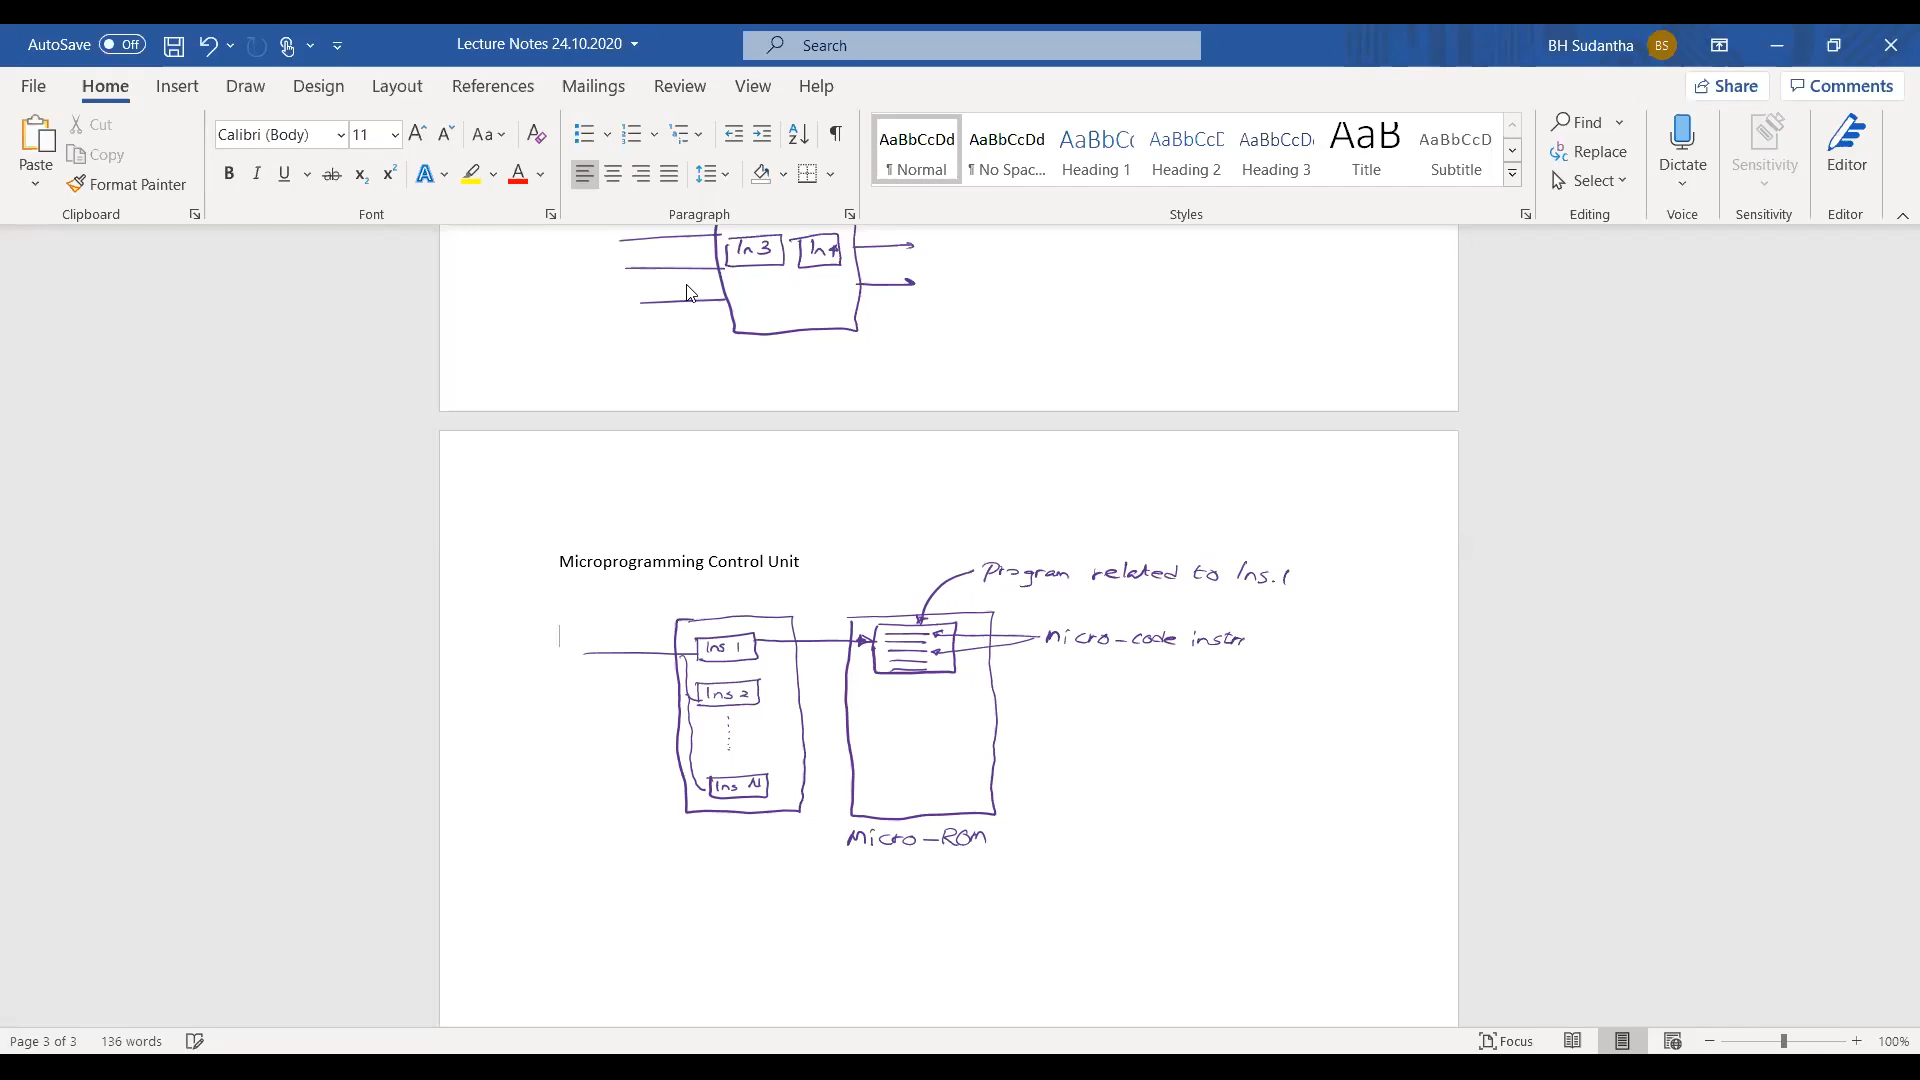 AutoSave Off
Lecture Notes 24.10.2020
Search
BH Sudantha BS
File Home Insert Draw Design Layout References Mailings Review View Help
Share Comments
Paste
Cut
Copy
Format Painter
Clipboard
Calibri (Body) 11
Font
Paragraph
AaBbCcDd AaBbCcDd AaBbCc AaBbCcD AaBbCcD AaB AaBbCcD
¶ Normal ¶ No Spac... Heading 1 Heading 2 Heading 3 Title Subtitle
Styles
Find
Replace
Select
Editing
Dictate
Voice
Sensitivity
Sensitivity
Editor
Editor
In 3 In 4
Microprogramming Control Unit
Program related to Ins. 1
Ins 1
Micro-code instr
Ins 2
Ins N
Micro-ROM
Page 3 of 3 136 words
Focus
100%